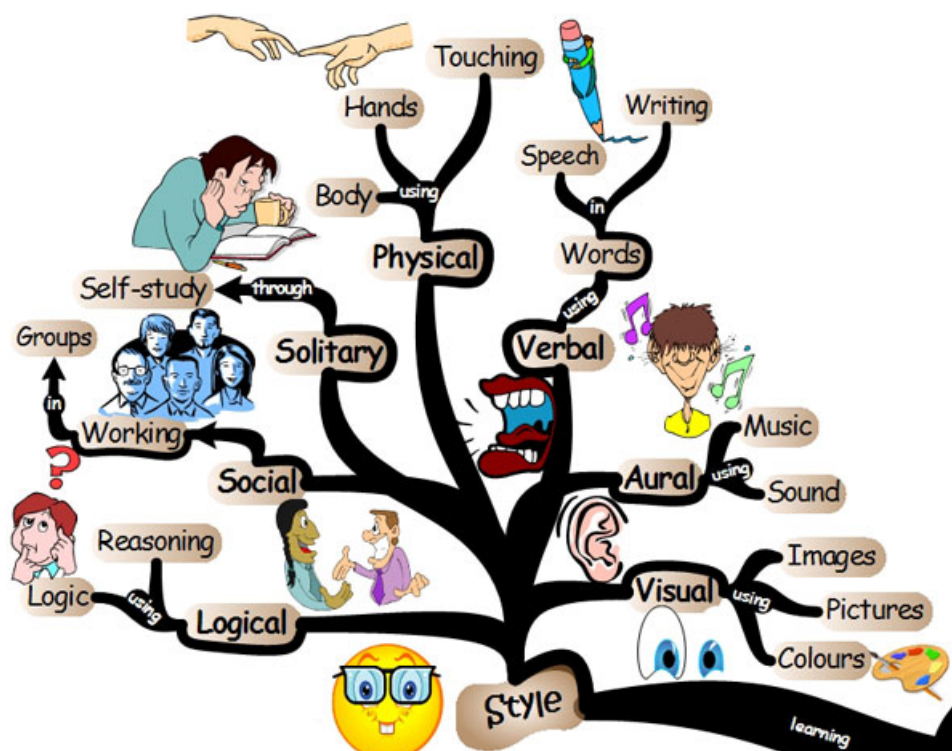 Touching
Hands
Writing
Speech
Body
using
in
Physical
Words
Self-study
through
using
Groups
Solitary
Verbal
in
Working
Music
Social
Aural
using
Sound
Reasoning
Images
Logic
using
Logical
Visual
using
Pictures
Colours
Style
learning